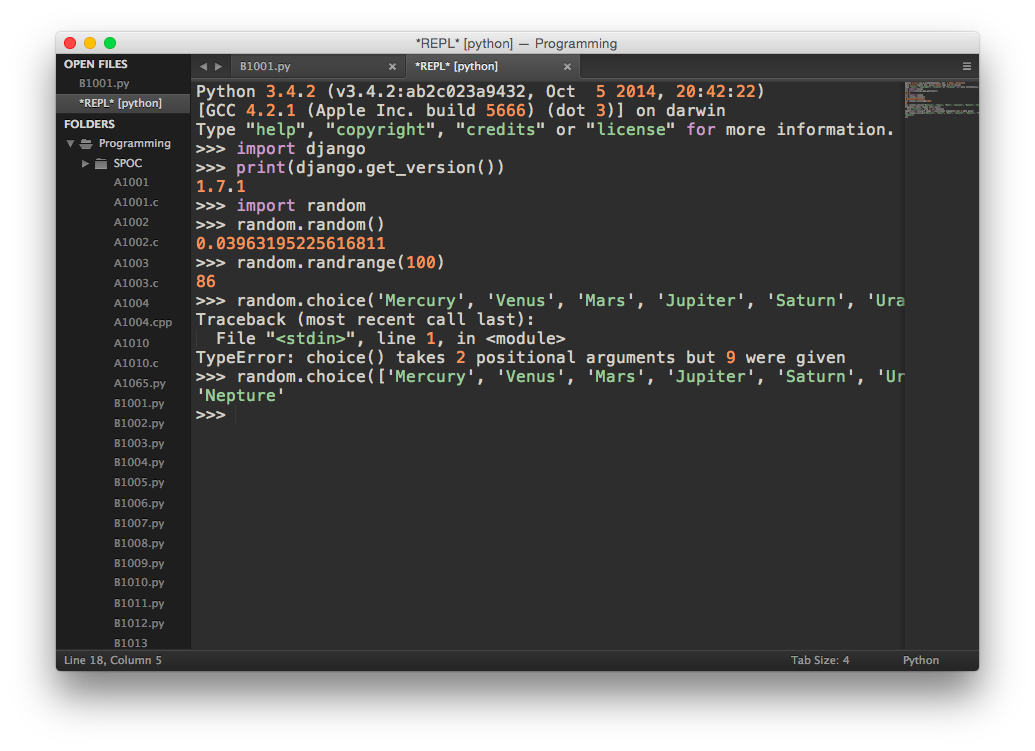 *REPL* [python] — Programming
OPEN FILES
B1001.py
*REPL* [python]
FOLDERS
Programming
SPOC
A1001
A1001.c
A1002
A1002.c
A1003
A1003.c
A1004
A1004.cpp
A1010
A1010.c
A1065.py
B1001.py
B1002.py
B1003.py
B1004.py
B1005.py
B1006.py
B1007.py
B1008.py
B1009.py
B1010.py
B1011.py
B1012.py
B1013
B1001.py
*REPL* [python]
Python 3.4.2 (v3.4.2:ab2c023a9432, Oct  5 2014, 20:42:22)
[GCC 4.2.1 (Apple Inc. build 5666) (dot 3)] on darwin
Type "help", "copyright", "credits" or "license" for more information.
>>> import django
>>> print(django.get_version())
1.7.1
>>> import random
>>> random.random()
0.03963195225616811
>>> random.randrange(100)
86
>>> random.choice('Mercury', 'Venus', 'Mars', 'Jupiter', 'Saturn', 'Ura
Traceback (most recent call last):
  File "<stdin>", line 1, in <module>
TypeError: choice() takes 2 positional arguments but 9 were given
>>> random.choice(['Mercury', 'Venus', 'Mars', 'Jupiter', 'Saturn', 'Ur
'Nepture'
>>>
Line 18, Column 5
Tab Size: 4
Python